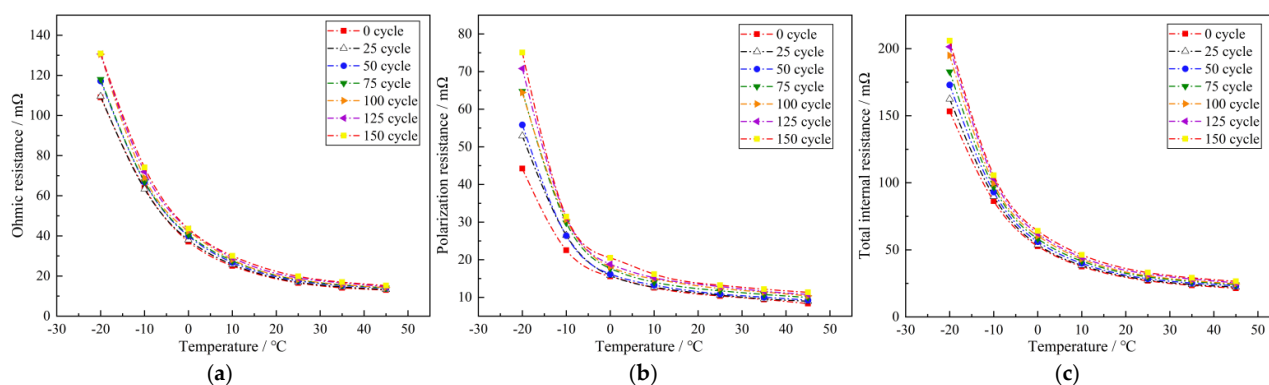 140
120
100
80
60
40
20
0
-30 -20 -10 0 10 20 30 40 50
Ohmic resistance / mΩ
Temperature / °C
0 cycle
25 cycle
50 cycle
75 cycle
100 cycle
125 cycle
150 cycle
(a)
80
70
60
50
40
30
20
10
-30 -20 -10 0 10 20 30 40 50
Polarization resistance / mΩ
Temperature / °C
0 cycle
25 cycle
50 cycle
75 cycle
100 cycle
125 cycle
150 cycle
(b)
200
150
100
50
0
-30 -20 -10 0 10 20 30 40 50
Total internal resistance / mΩ
Temperature / °C
0 cycle
25 cycle
50 cycle
75 cycle
100 cycle
125 cycle
150 cycle
(c)